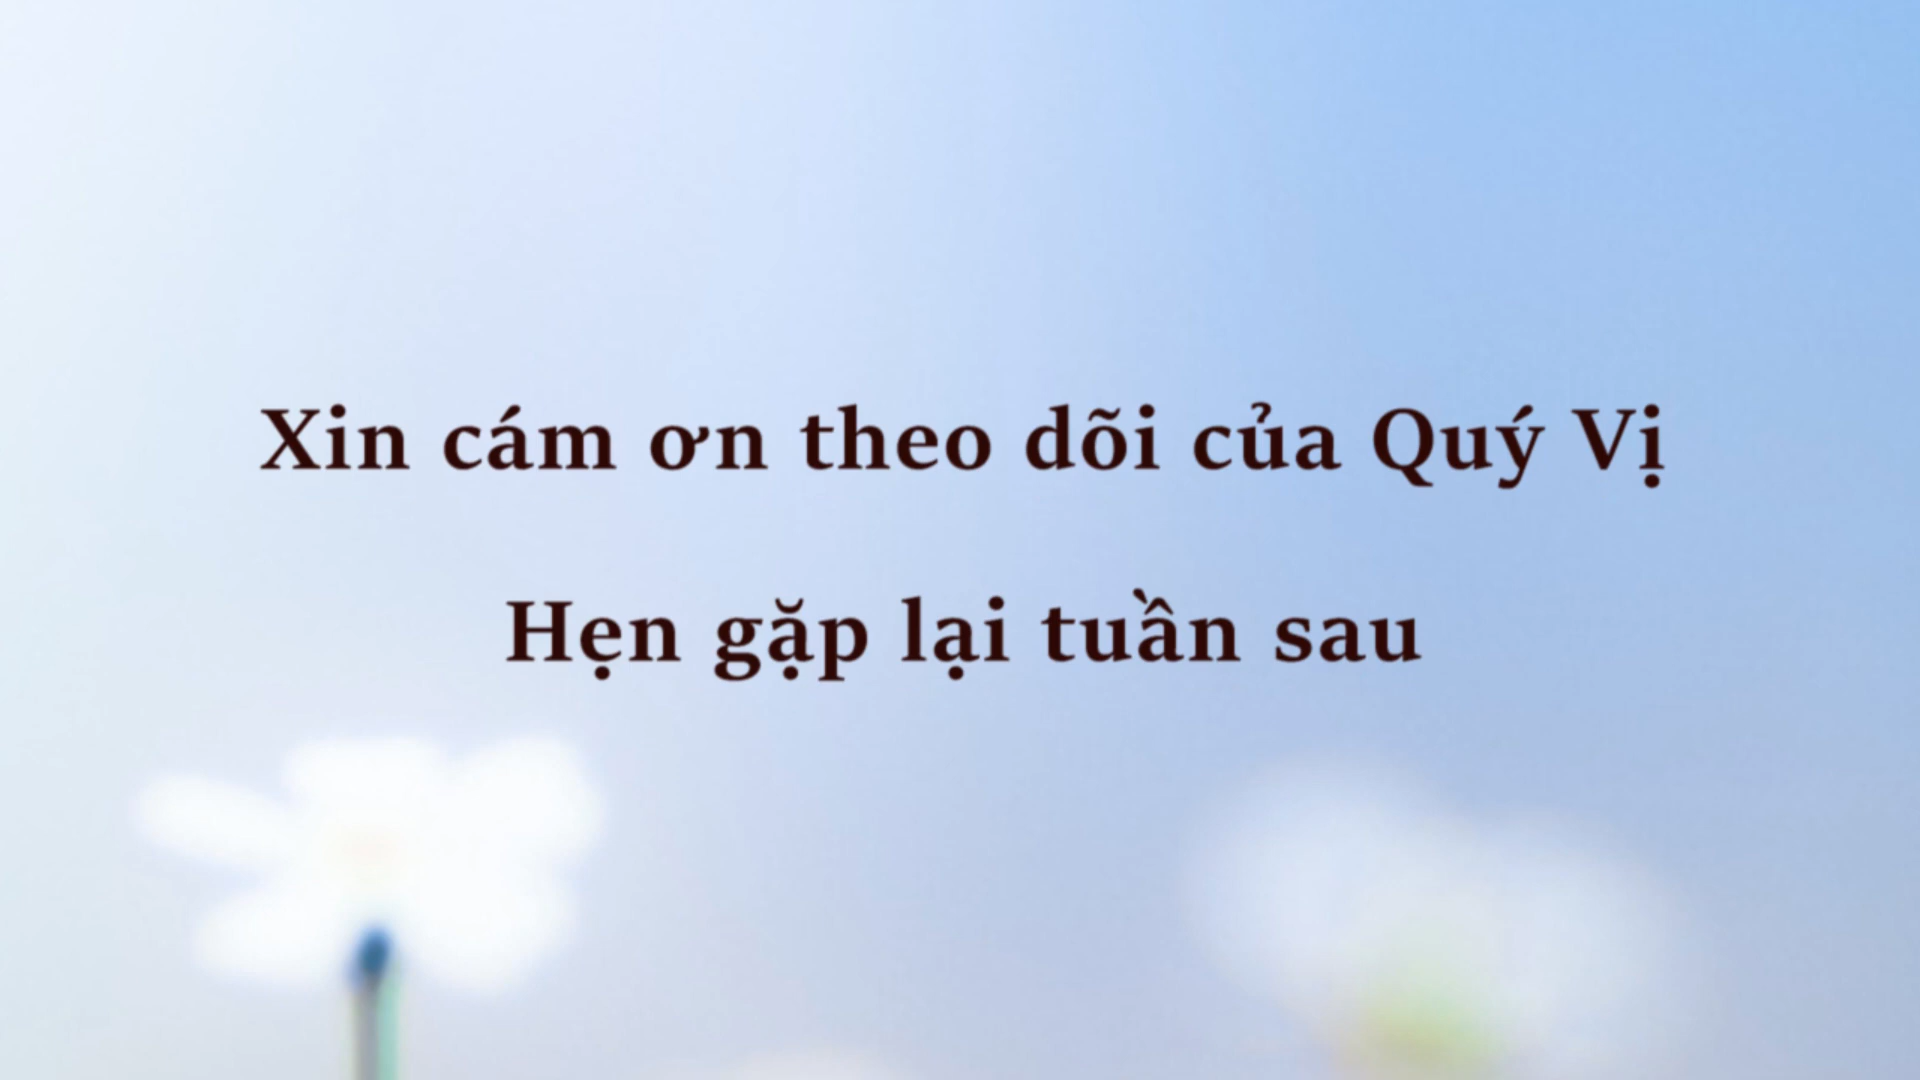 Xin cám ơn theo dõi của Quý Vị
Hẹn gặp lại tuần sau